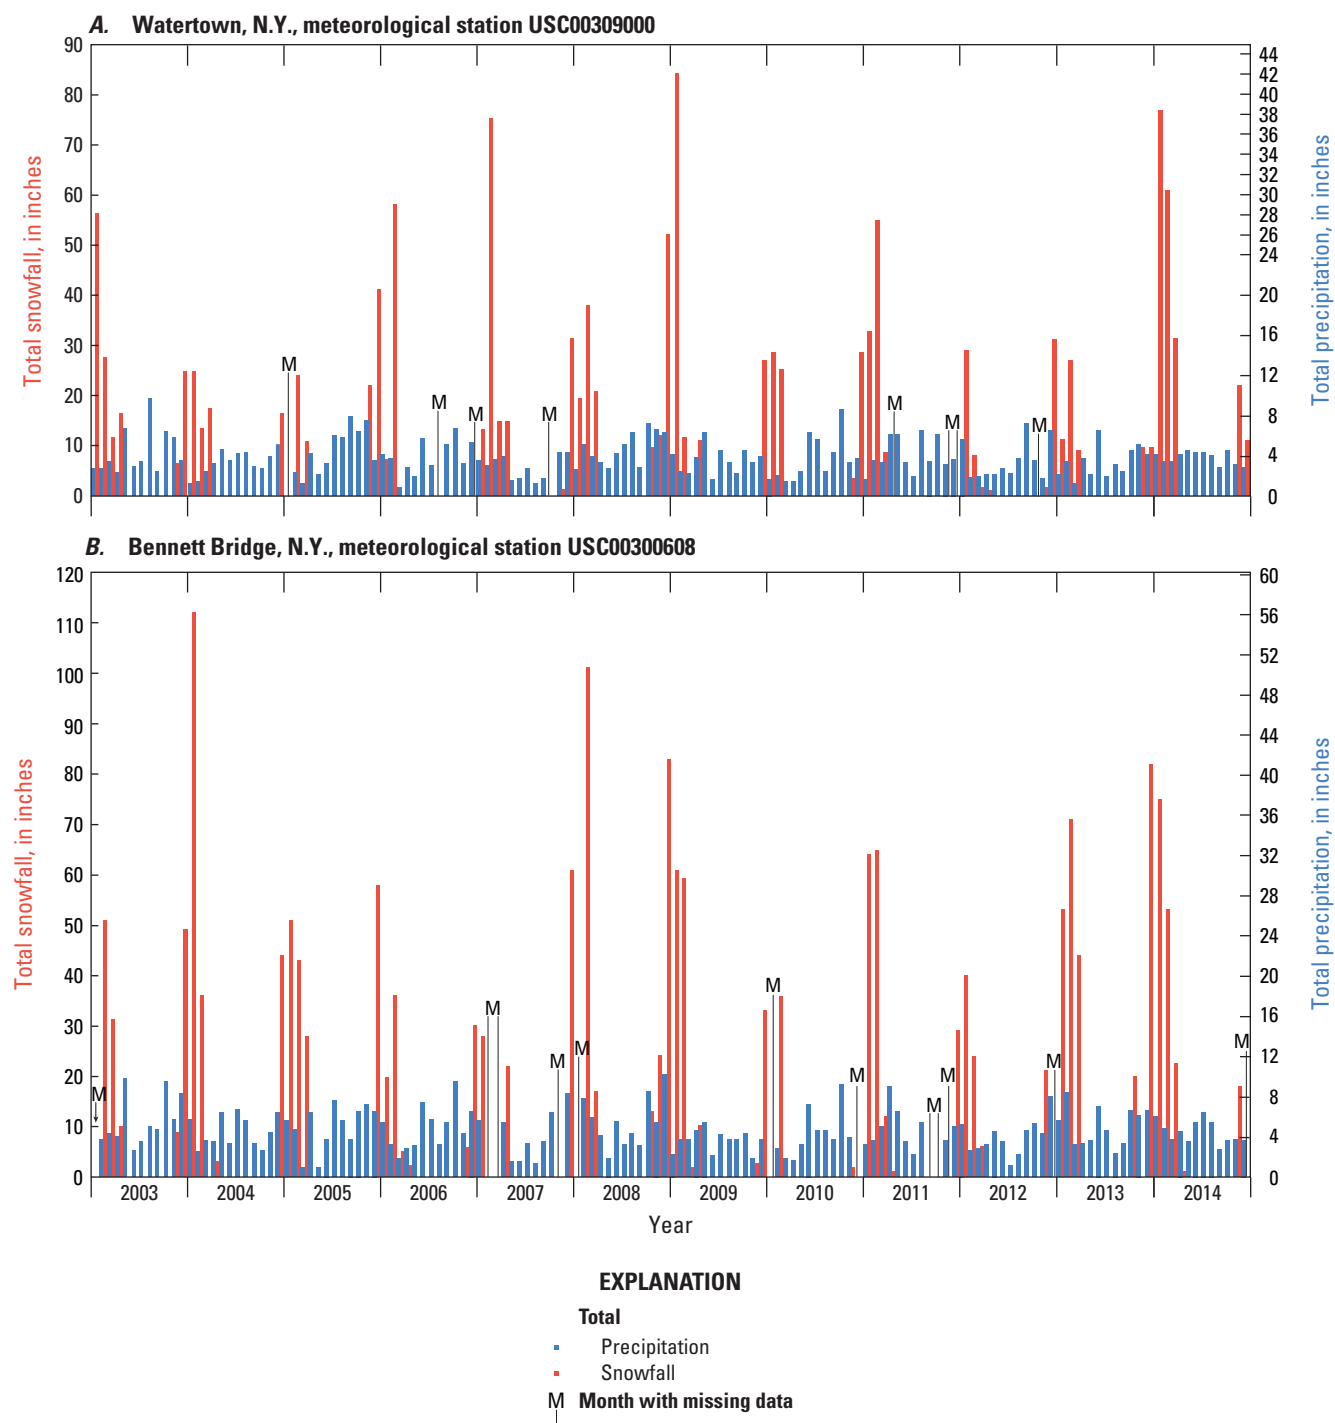 A. Watertown, N.Y., meteorological station USC00309000
90
80
70
60
50
40
30
20
10
0
Total snowfall, in inches
44
42
40
38
36
34
32
30
28
26
24
20
16
12
8
4
0
Total precipitation, in inches
M
M
M
M
M
M
M
B. Bennett Bridge, N.Y., meteorological station USC00300608
120
110
100
90
80
70
60
50
40
30
20
10
0
Total snowfall, in inches
60
56
52
48
44
40
36
32
28
24
20
16
12
8
4
0
Total precipitation, in inches
M
M
M
M
M
M
M
M
M
M
2003 2004 2005 2006 2007 2008 2009 2010 2011 2012 2013 2014
Year
EXPLANATION
Total
Precipitation
Snowfall
M Month with missing data